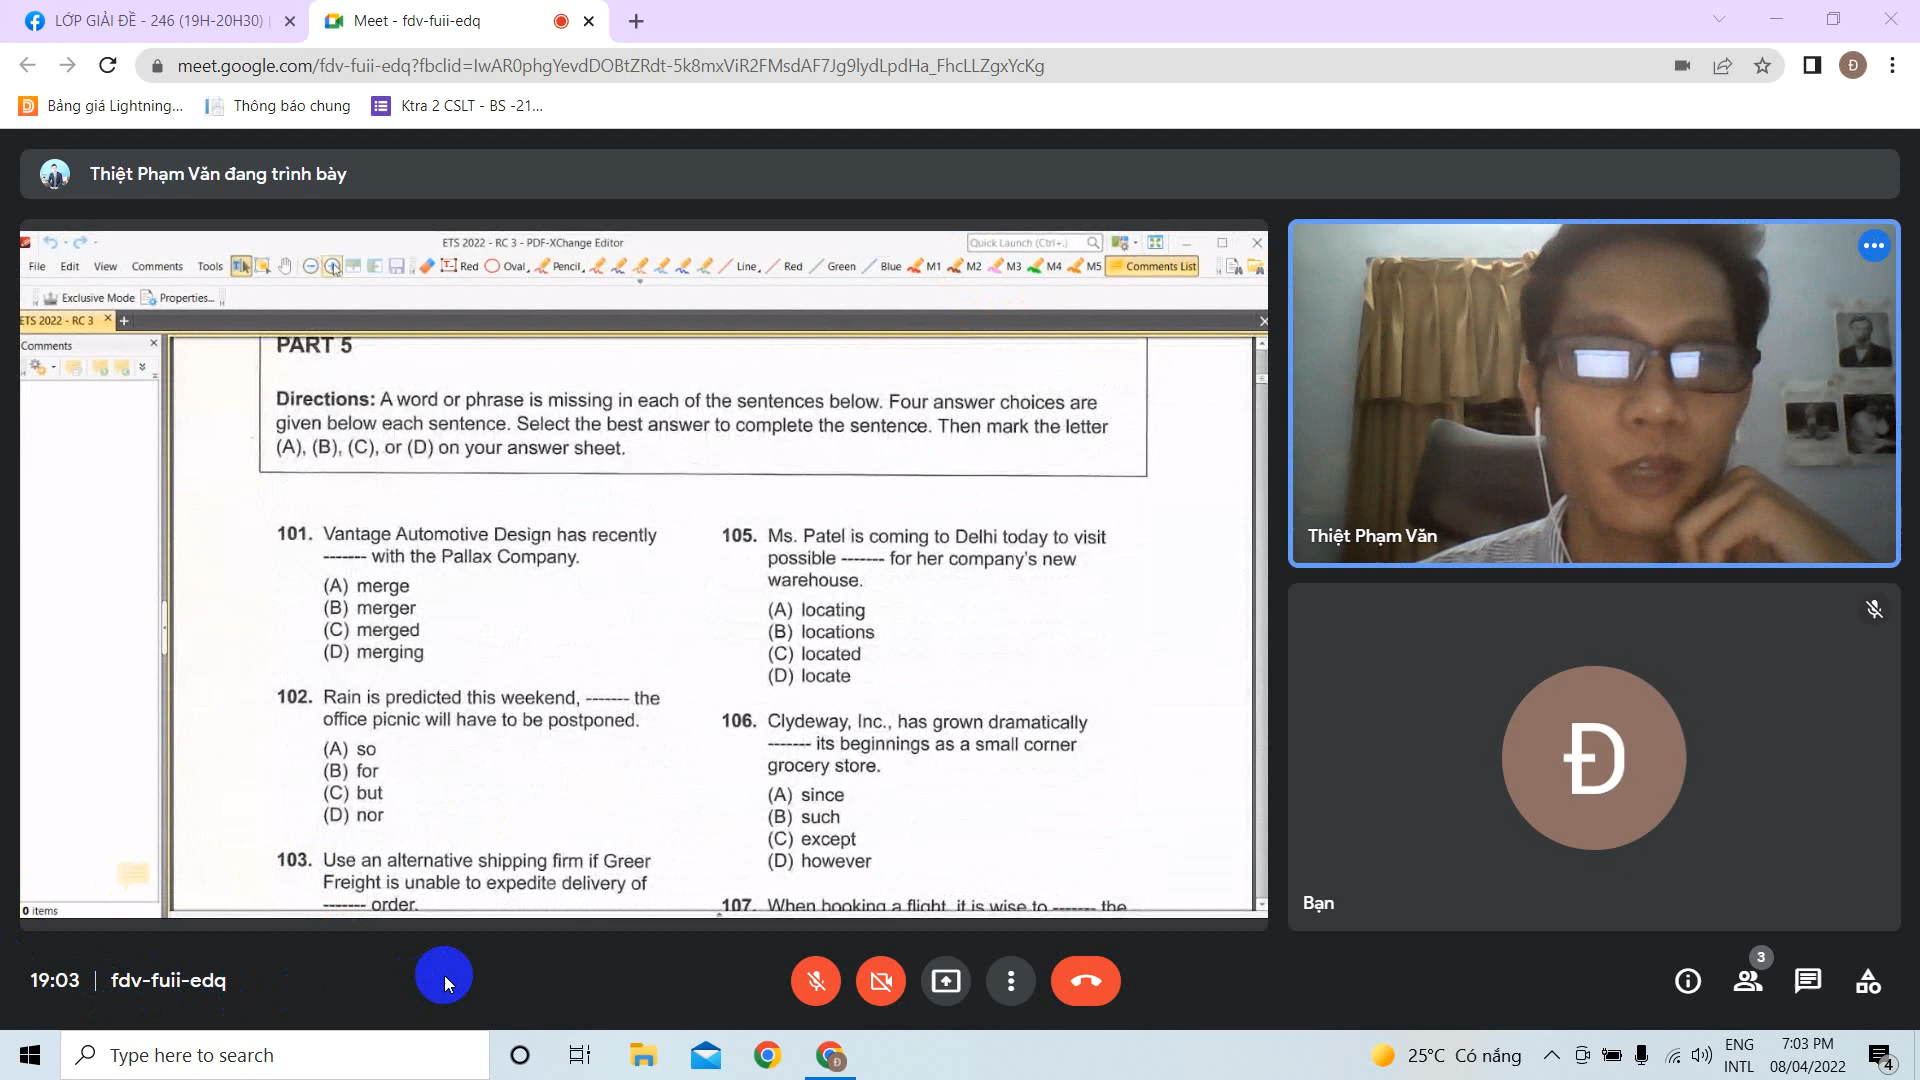 LỚP GIẢI ĐỀ - 246 (19H-20H30)
Meet - fdv-fuii-edq
meet.google.com/fdv-fuii-edq?fbclid=IwAR0phgYevdDOBtZRdt-5k8mxViR2FMsdAF7Jg9lydLpdHa_FhcLLZgxYcKg
Đ
Bảng giá Lightning...
Thông báo chung
Ktra 2 CSLT - BS -21...
Thiệt Phạm Văn đang trình bày
ETS 2022 - RC 3 - PDF-XChange Editor
Quick Launch (Ctrl+.)
File Edit View Comments Tools
Red Oval Pencil Line Red Green Blue M1 M2 M3 M4 M5 Comments List
Exclusive Mode Properties...
ETS 2022 - RC 3
Comments
PART 5
Directions: A word or phrase is missing in each of the sentences below. Four answer choices are
given below each sentence. Select the best answer to complete the sentence. Then mark the letter
(A), (B), (C), or (D) on your answer sheet.
101. Vantage Automotive Design has recently
------- with the Pallax Company.
(A) merge
(B) merger
(C) merged
(D) merging
102. Rain is predicted this weekend, ------- the
office picnic will have to be postponed.
(A) so
(B) for
(C) but
(D) nor
103. Use an alternative shipping firm if Greer
Freight is unable to expedite delivery of
------- order.
105. Ms. Patel is coming to Delhi today to visit
possible ------- for her company's new
warehouse.
(A) locating
(B) locations
(C) located
(D) locate
106. Clydeway, Inc., has grown dramatically
------- its beginnings as a small corner
grocery store.
(A) since
(B) such
(C) except
(D) however
107. When booking a flight, it is wise to ------- the
0 items
Thiệt Phạm Văn
Đ
Bạn
19:03 | fdv-fuii-edq
3
Type here to search
25°C Có nắng
ENG
INTL
7:03 PM
08/04/2022
4